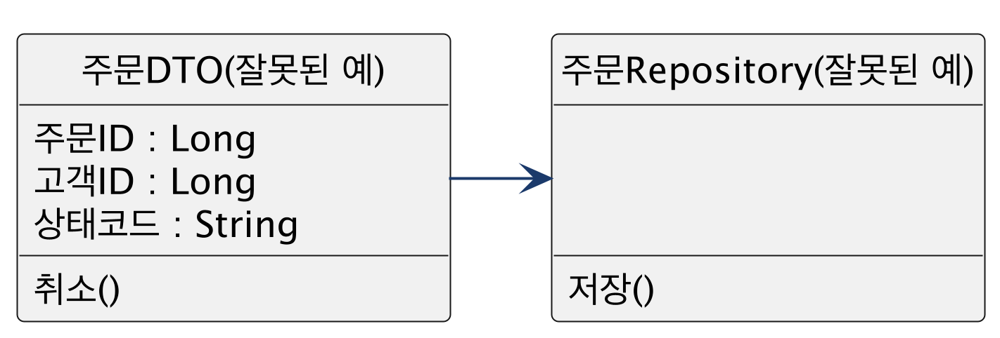 주문DTO(잘못된 예)
주문ID : Long
고객ID : Long
상태코드 : String
취소()
주문Repository(잘못된 예)
저장()